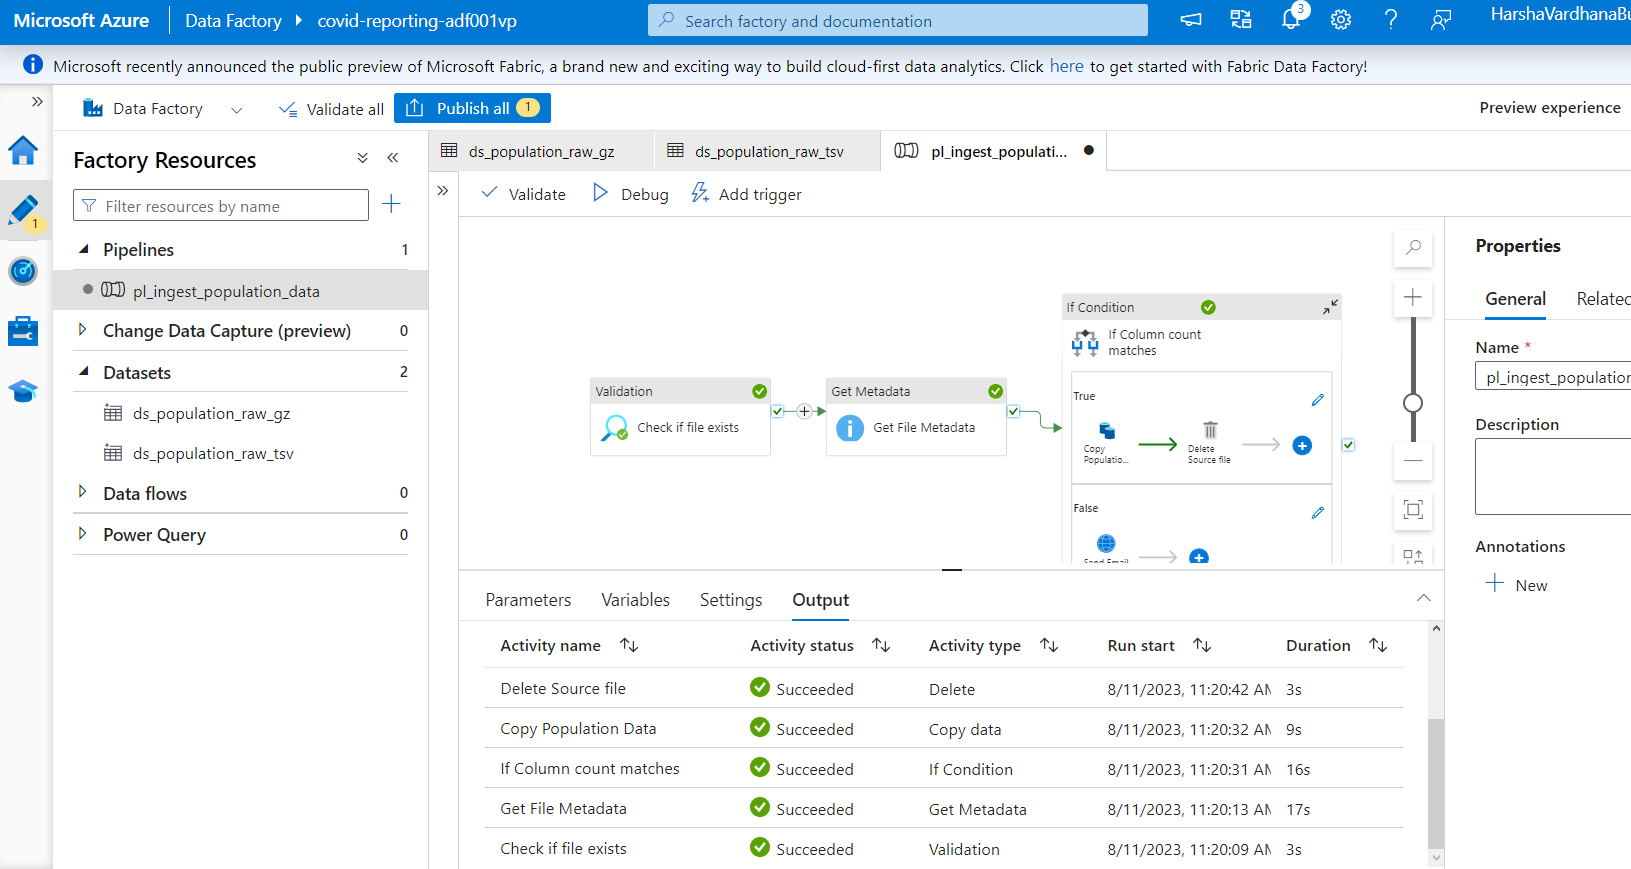 Microsoft Azure
Data Factory
covid-reporting-adf001vp
Search factory and documentation
3
HarshaVardhanaBu
Microsoft recently announced the public preview of Microsoft Fabric, a brand new and exciting way to build cloud-first data analytics. Click here to get started with Fabric Data Factory!
Data Factory
Validate all
Publish all 1
Preview experience
1
Factory Resources
Filter resources by name
Pipelines 1
pl_ingest_population_data
Change Data Capture (preview) 0
Datasets 2
ds_population_raw_gz
ds_population_raw_tsv
Data flows 0
Power Query 0
ds_population_raw_gz
ds_population_raw_tsv
pl_ingest_populati...
Validate
Debug
Add trigger
Validation
Check if file exists
Get Metadata
Get File Metadata
If Condition
If Column count
matches
True
Copy
Populatio...
Delete
Source file
False
Send Email
Properties
General
Related
Name *
pl_ingest_population
Description
Annotations
New
Parameters
Variables
Settings
Output
Activity name Activity status Activity type Run start Duration
Delete Source file Succeeded Delete 8/11/2023, 11:20:42 AM 3s
Copy Population Data Succeeded Copy data 8/11/2023, 11:20:32 AM 9s
If Column count matches Succeeded If Condition 8/11/2023, 11:20:31 AM 16s
Get File Metadata Succeeded Get Metadata 8/11/2023, 11:20:13 AM 17s
Check if file exists Succeeded Validation 8/11/2023, 11:20:09 AM 3s